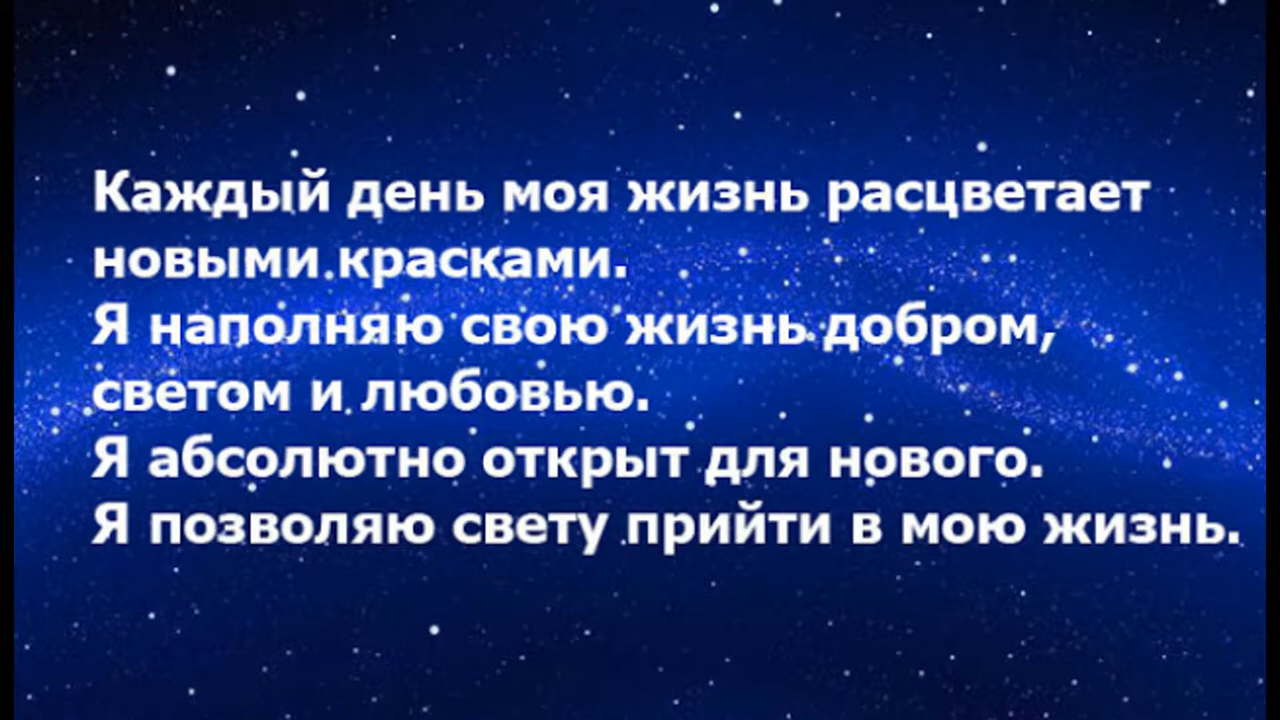 Каждый день моя жизнь расцветает
новыми красками.
Я наполняю свою жизнь добром,
светом и любовью.
Я абсолютно открыт для нового.
Я позволяю свету прийти в мою жизнь.